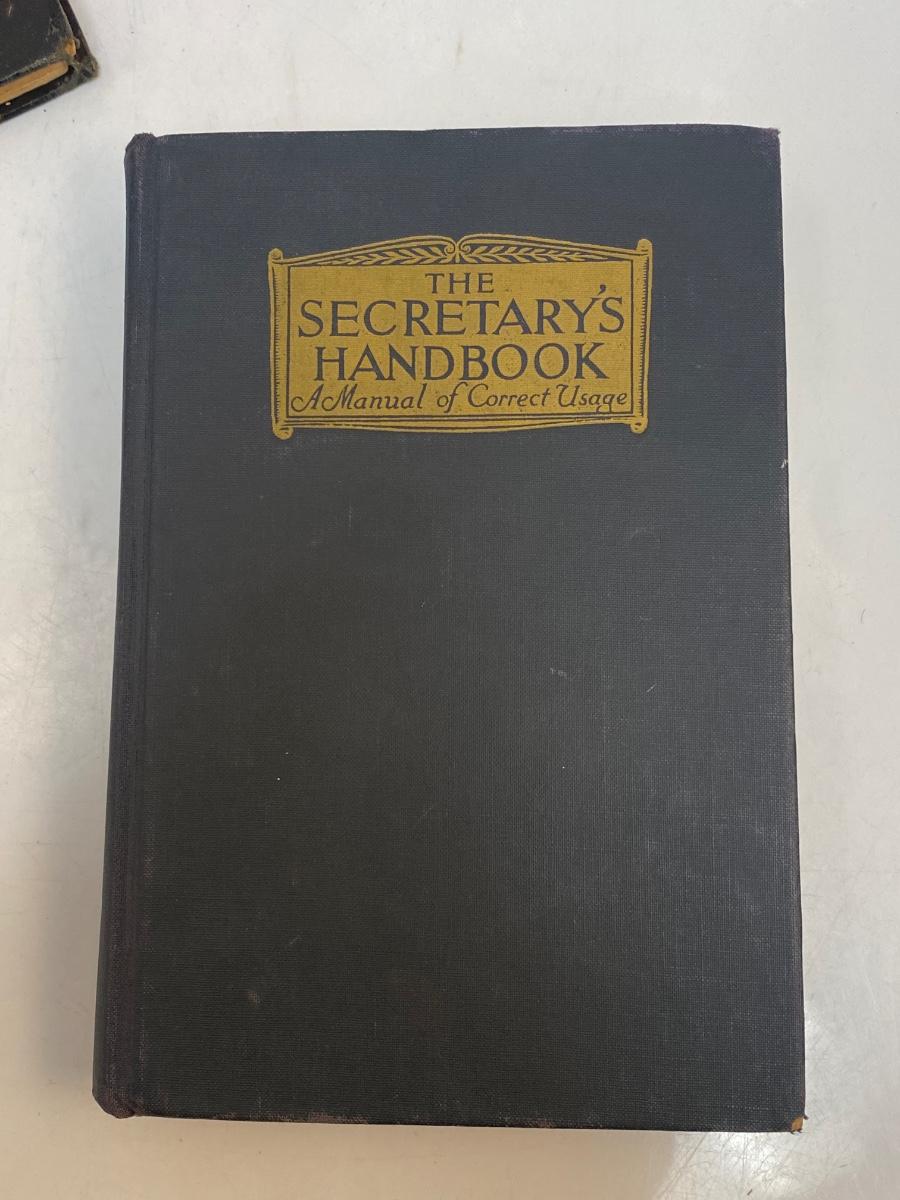 THE
SECRETARY'S
HANDBOOK
A Manual of Correct Usage